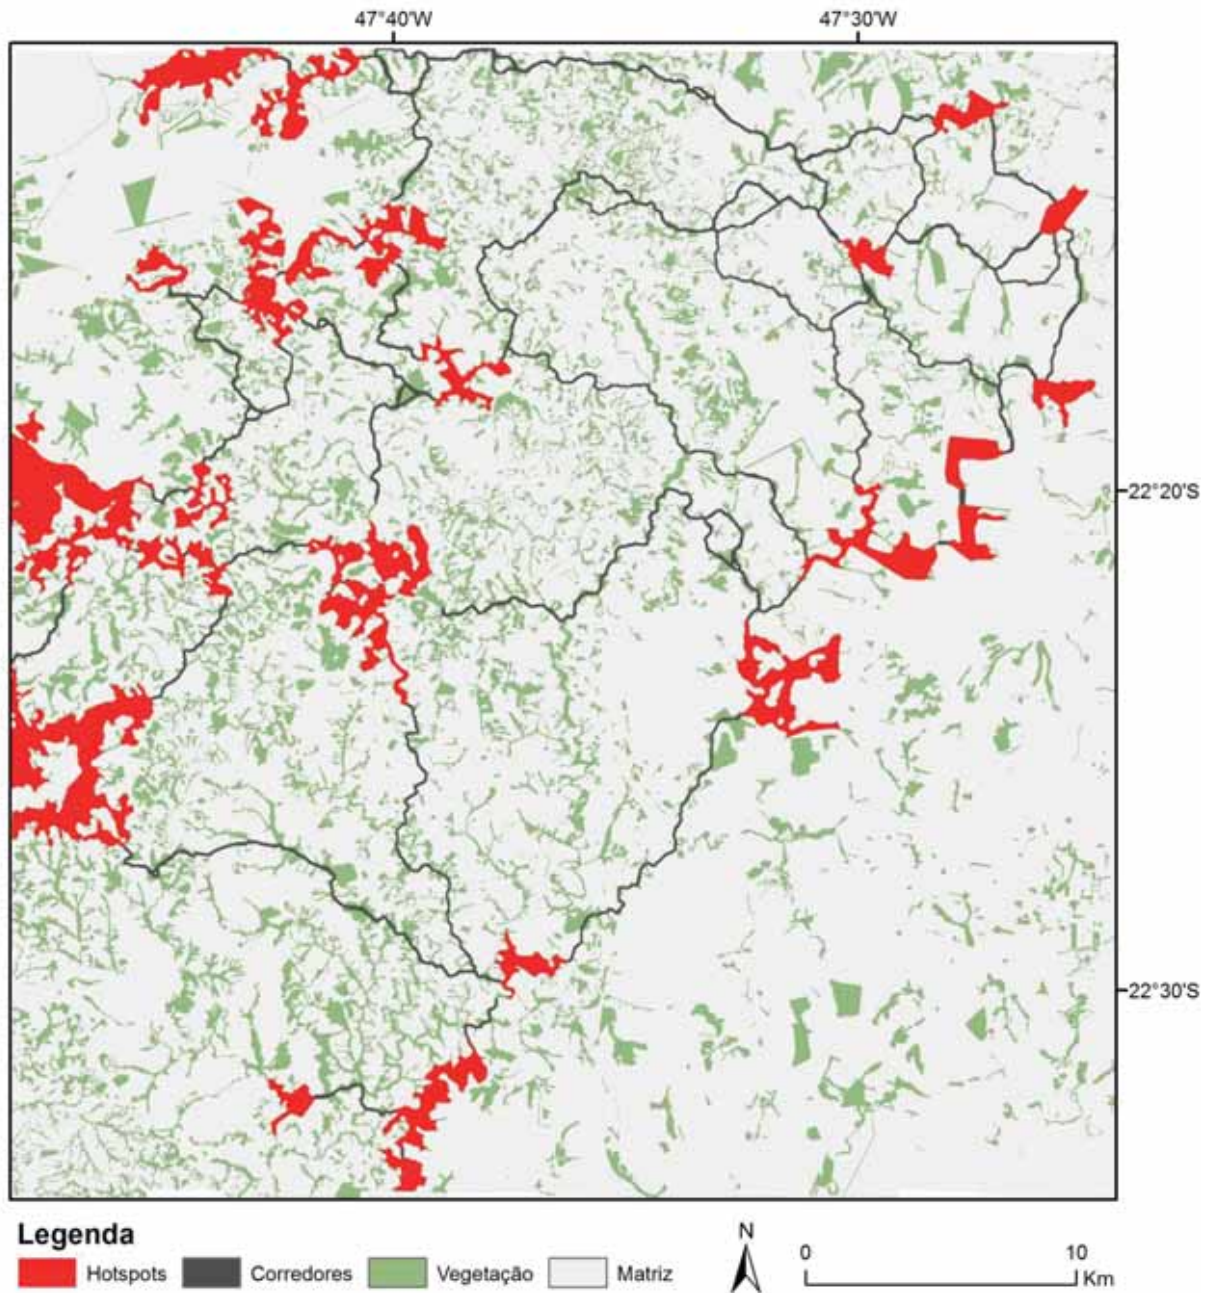 47°40'W 47°30'W
22°20'S
22°30'S
Legenda
Hotspots Corredores Vegetação Matriz
N
0 10
Km